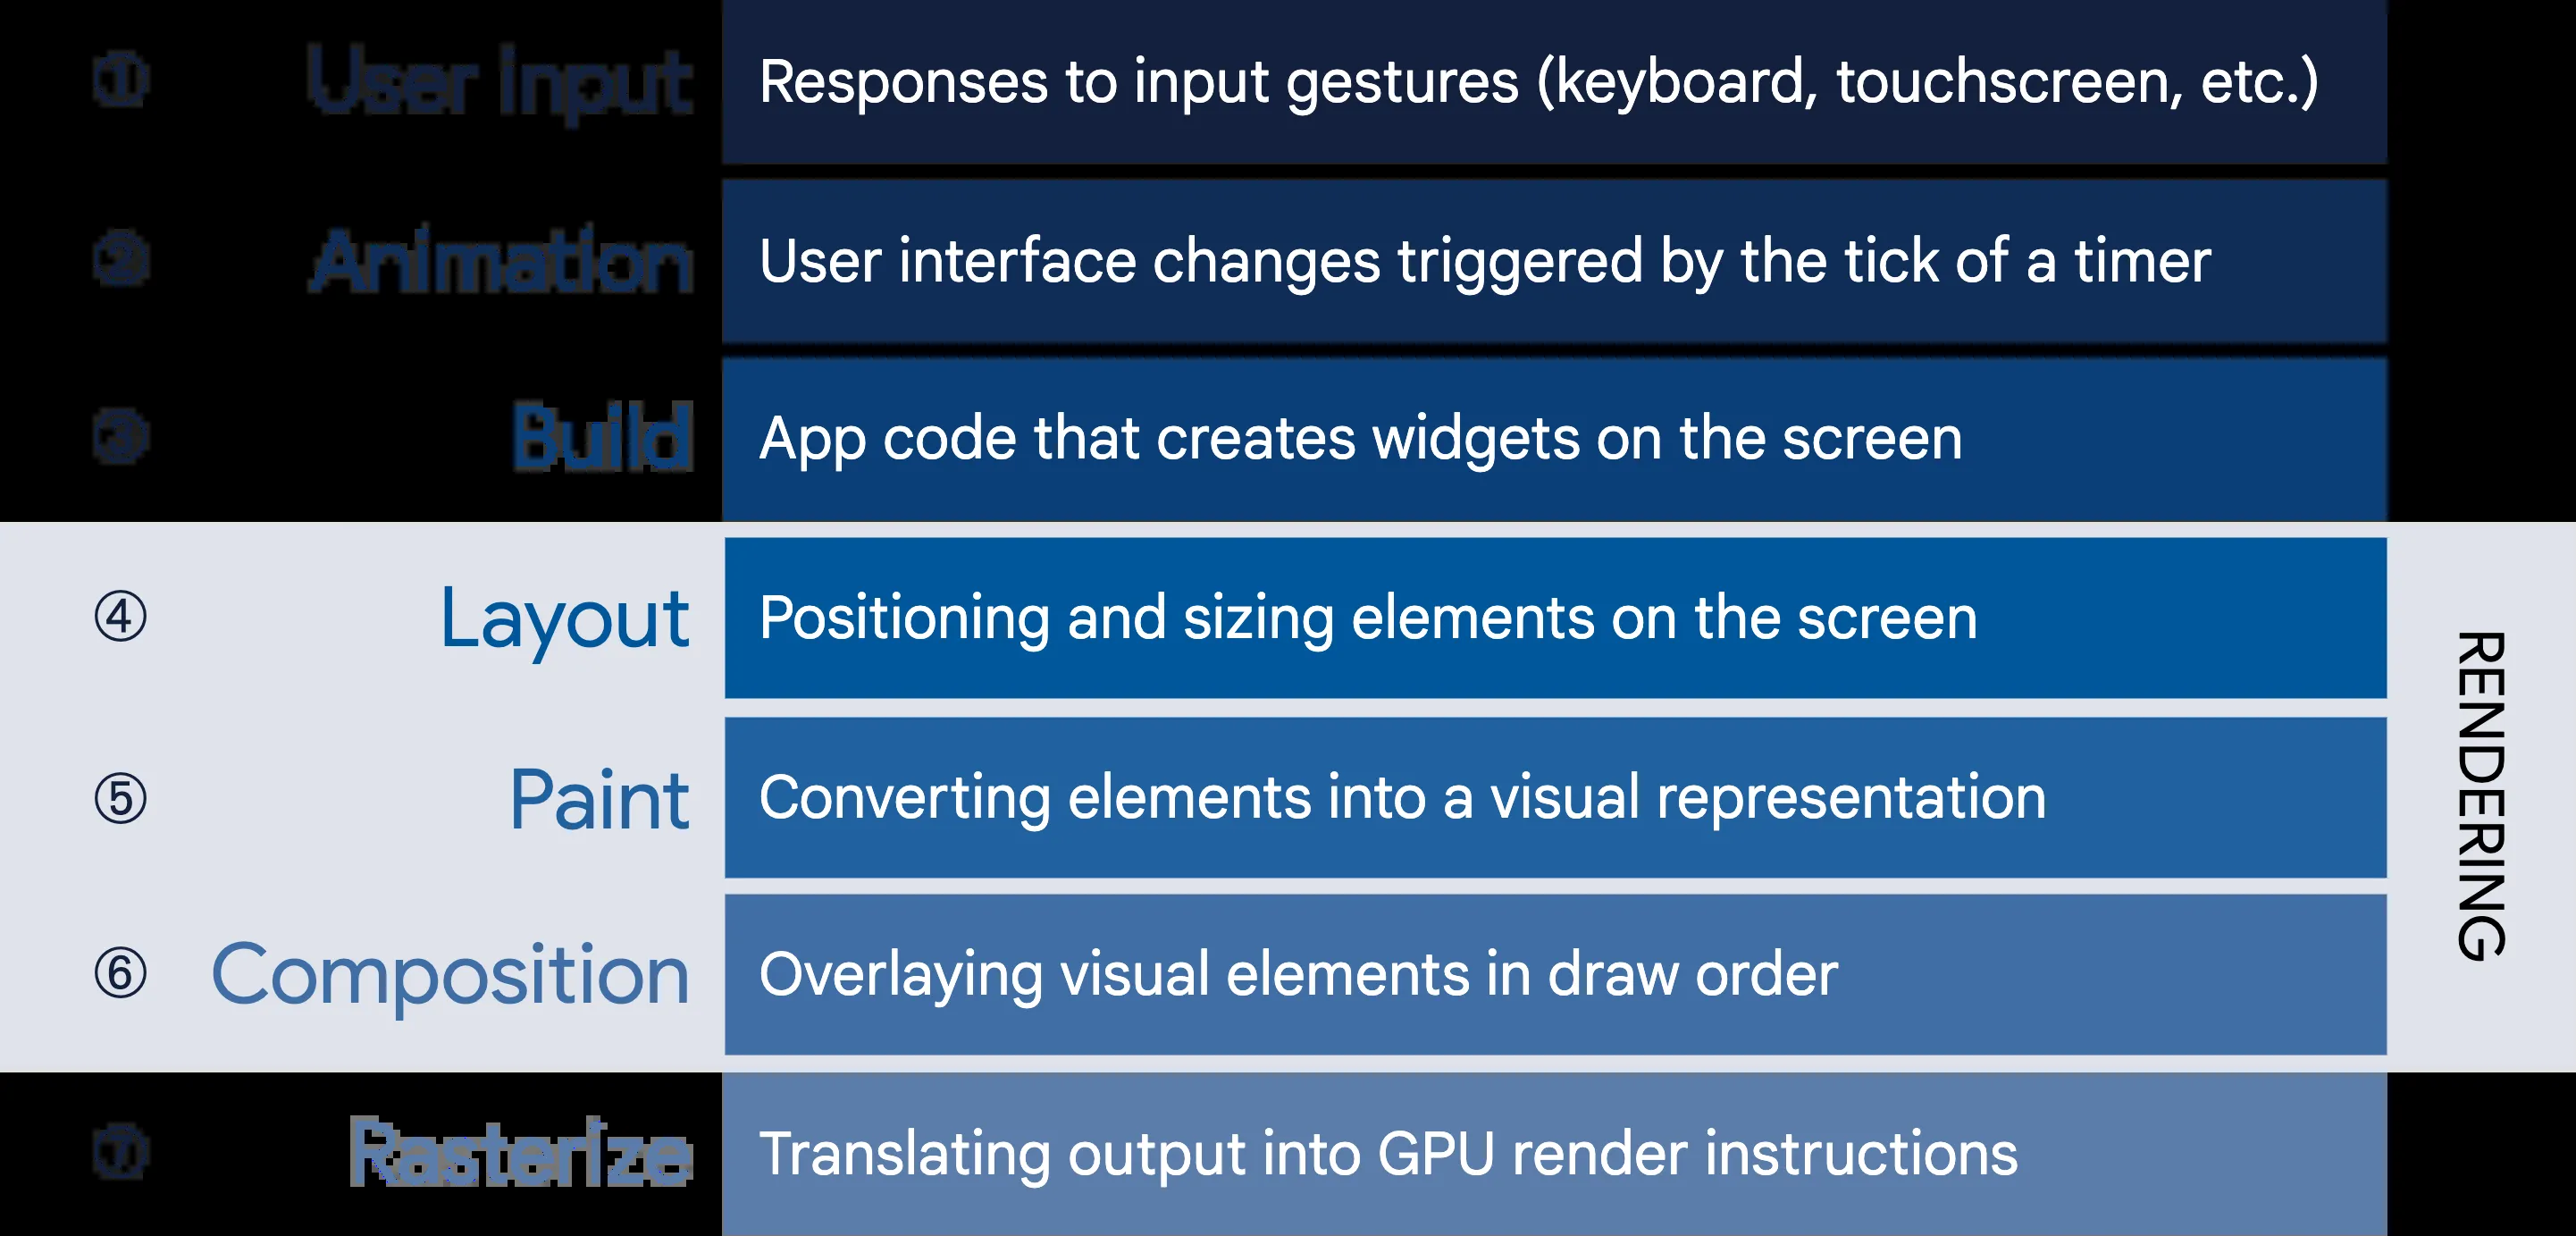 ① User input Responses to input gestures (keyboard, touchscreen, etc.)
② Animation User interface changes triggered by the tick of a timer
③ Build App code that creates widgets on the screen
④ Layout Positioning and sizing elements on the screen
⑤ Paint Converting elements into a visual representation
⑥ Composition Overlaying visual elements in draw order
RENDERING
⑦ Rasterize Translating output into GPU render instructions